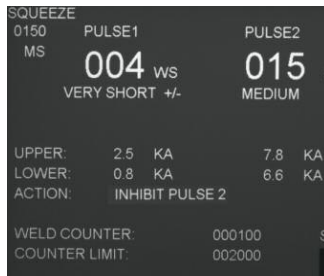 SQUEEZE
0150 PULSE1 PULSE2
MS 004 WS 015
VERY SHORT +/- MEDIUM
UPPER: 2.5 KA 7.8 KA
LOWER: 0.8 KA 6.6 KA
ACTION: INHIBIT PULSE 2
WELD COUNTER: 000100 S
COUNTER LIMIT: 002000